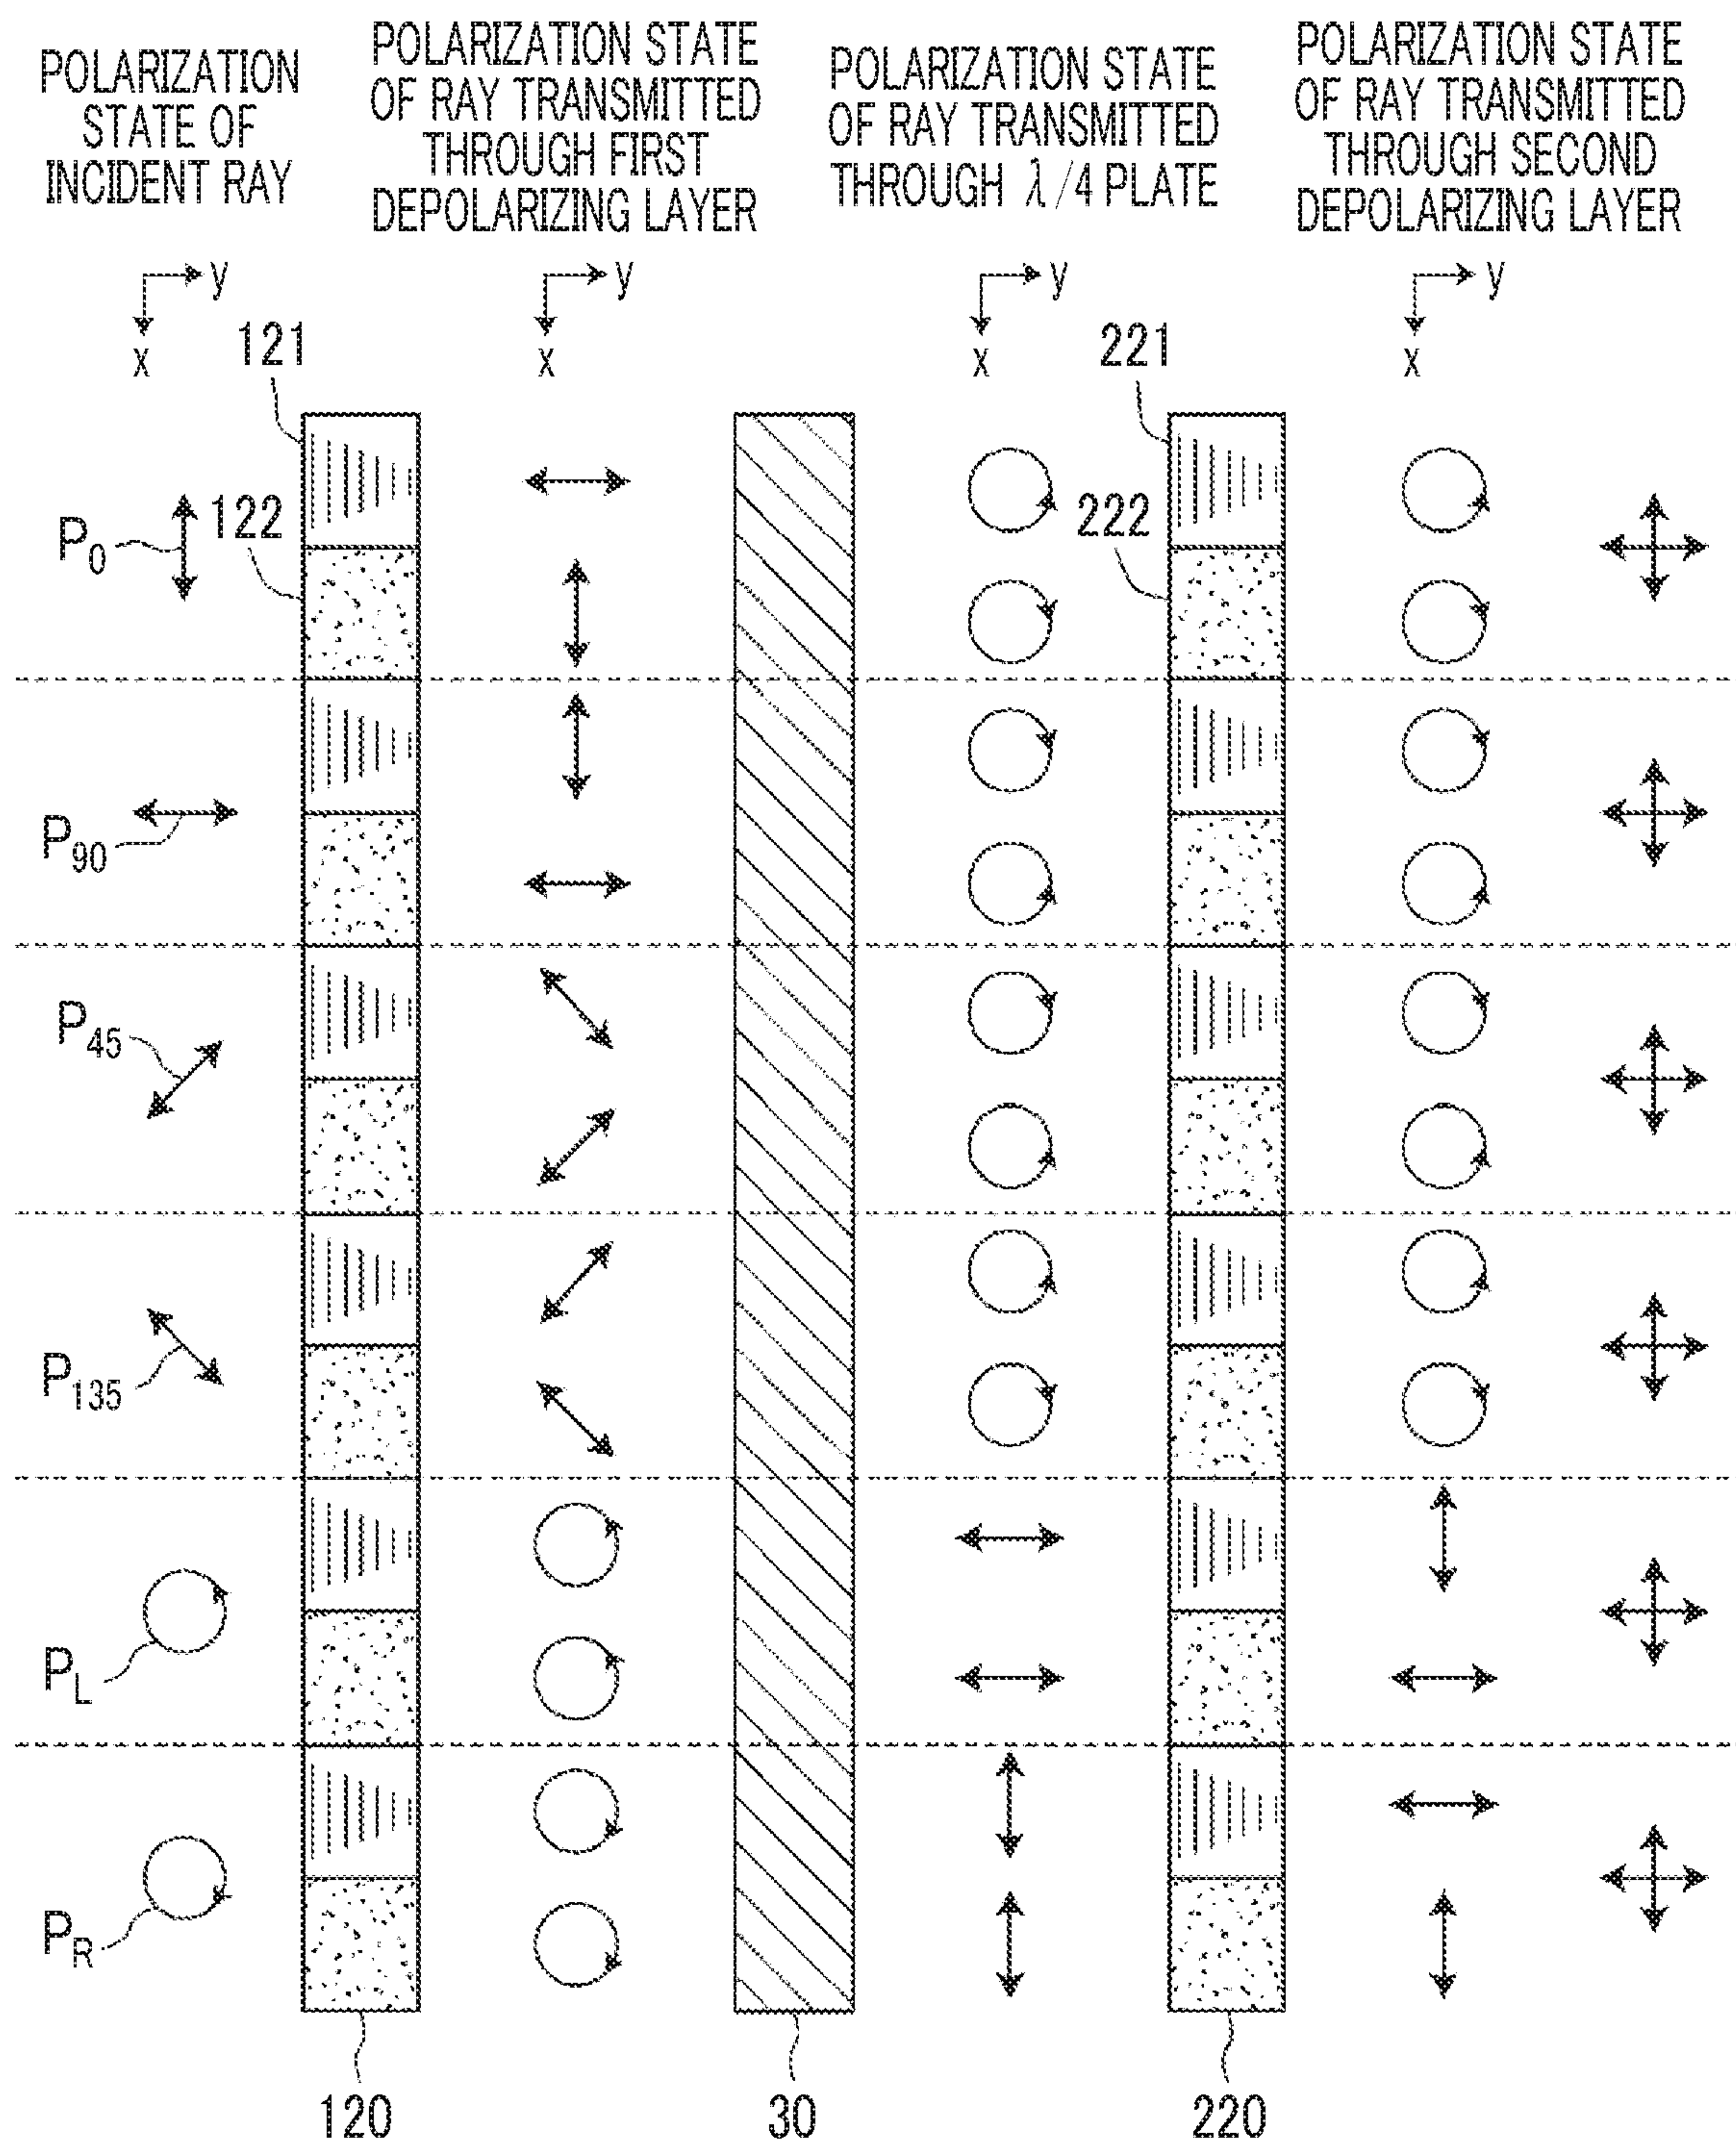 POLARIZATION
STATE OF
INCIDENT RAY
POLARIZATION STATE
OF RAY TRANSMITTED
THROUGH FIRST
DEPOLARIZING LAYER
POLARIZATION STATE
OF RAY TRANSMITTED
THROUGH λ/4 PLATE
POLARIZATION STATE
OF RAY TRANSMITTED
THROUGH SECOND
DEPOLARIZING LAYER
y
x
y
x
y
x
y
x
121
221
122
222
P0
P90
P45
P135
PL
PR
120
30
220